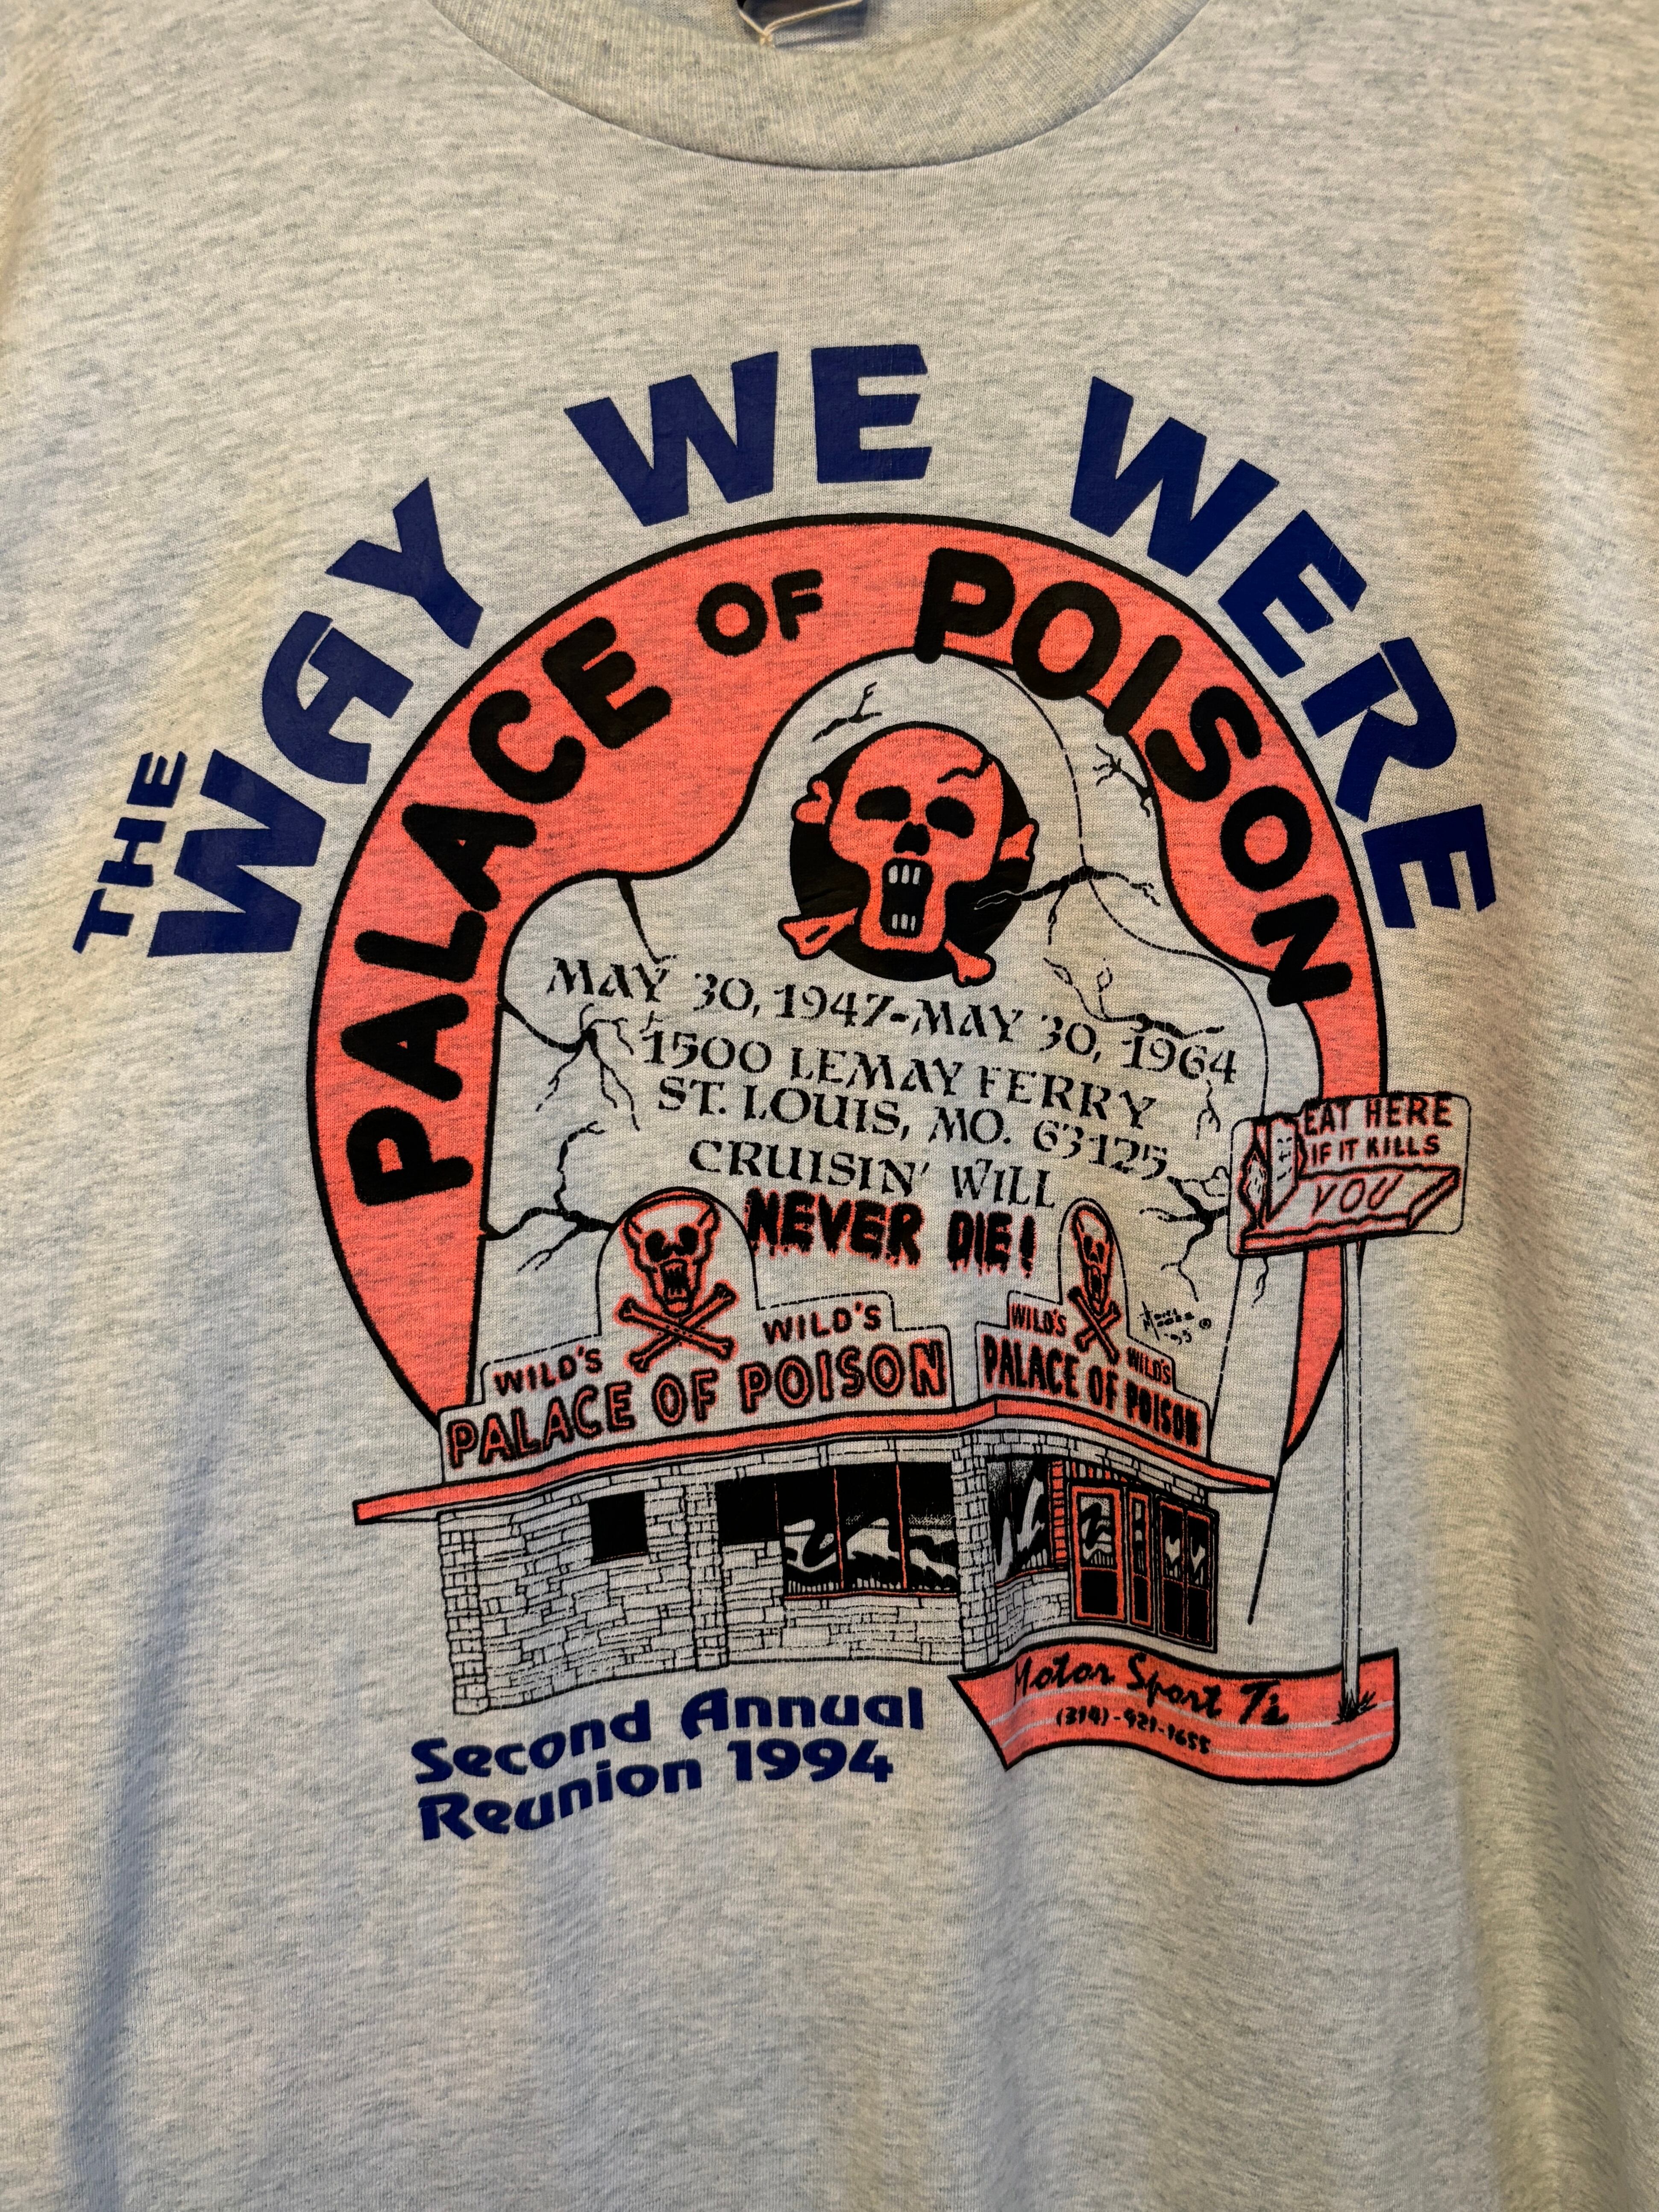 THE WAY WE WERE
PALACE OF POISON
MAY 30, 1947-MAY 30, 1964
1500 LEMAY FERRY
ST. LOUIS, MO. 63125
CRUISIN' WILL
NEVER DIE!
EAT HERE
IF IT KILLS
YOU
WILD'S WILD'S
PALACE OF POISON
WILD'S WILD'S
PALACE OF POISON
Motor Sport T's
(314)-921-1655
Second Annual
Reunion 1994